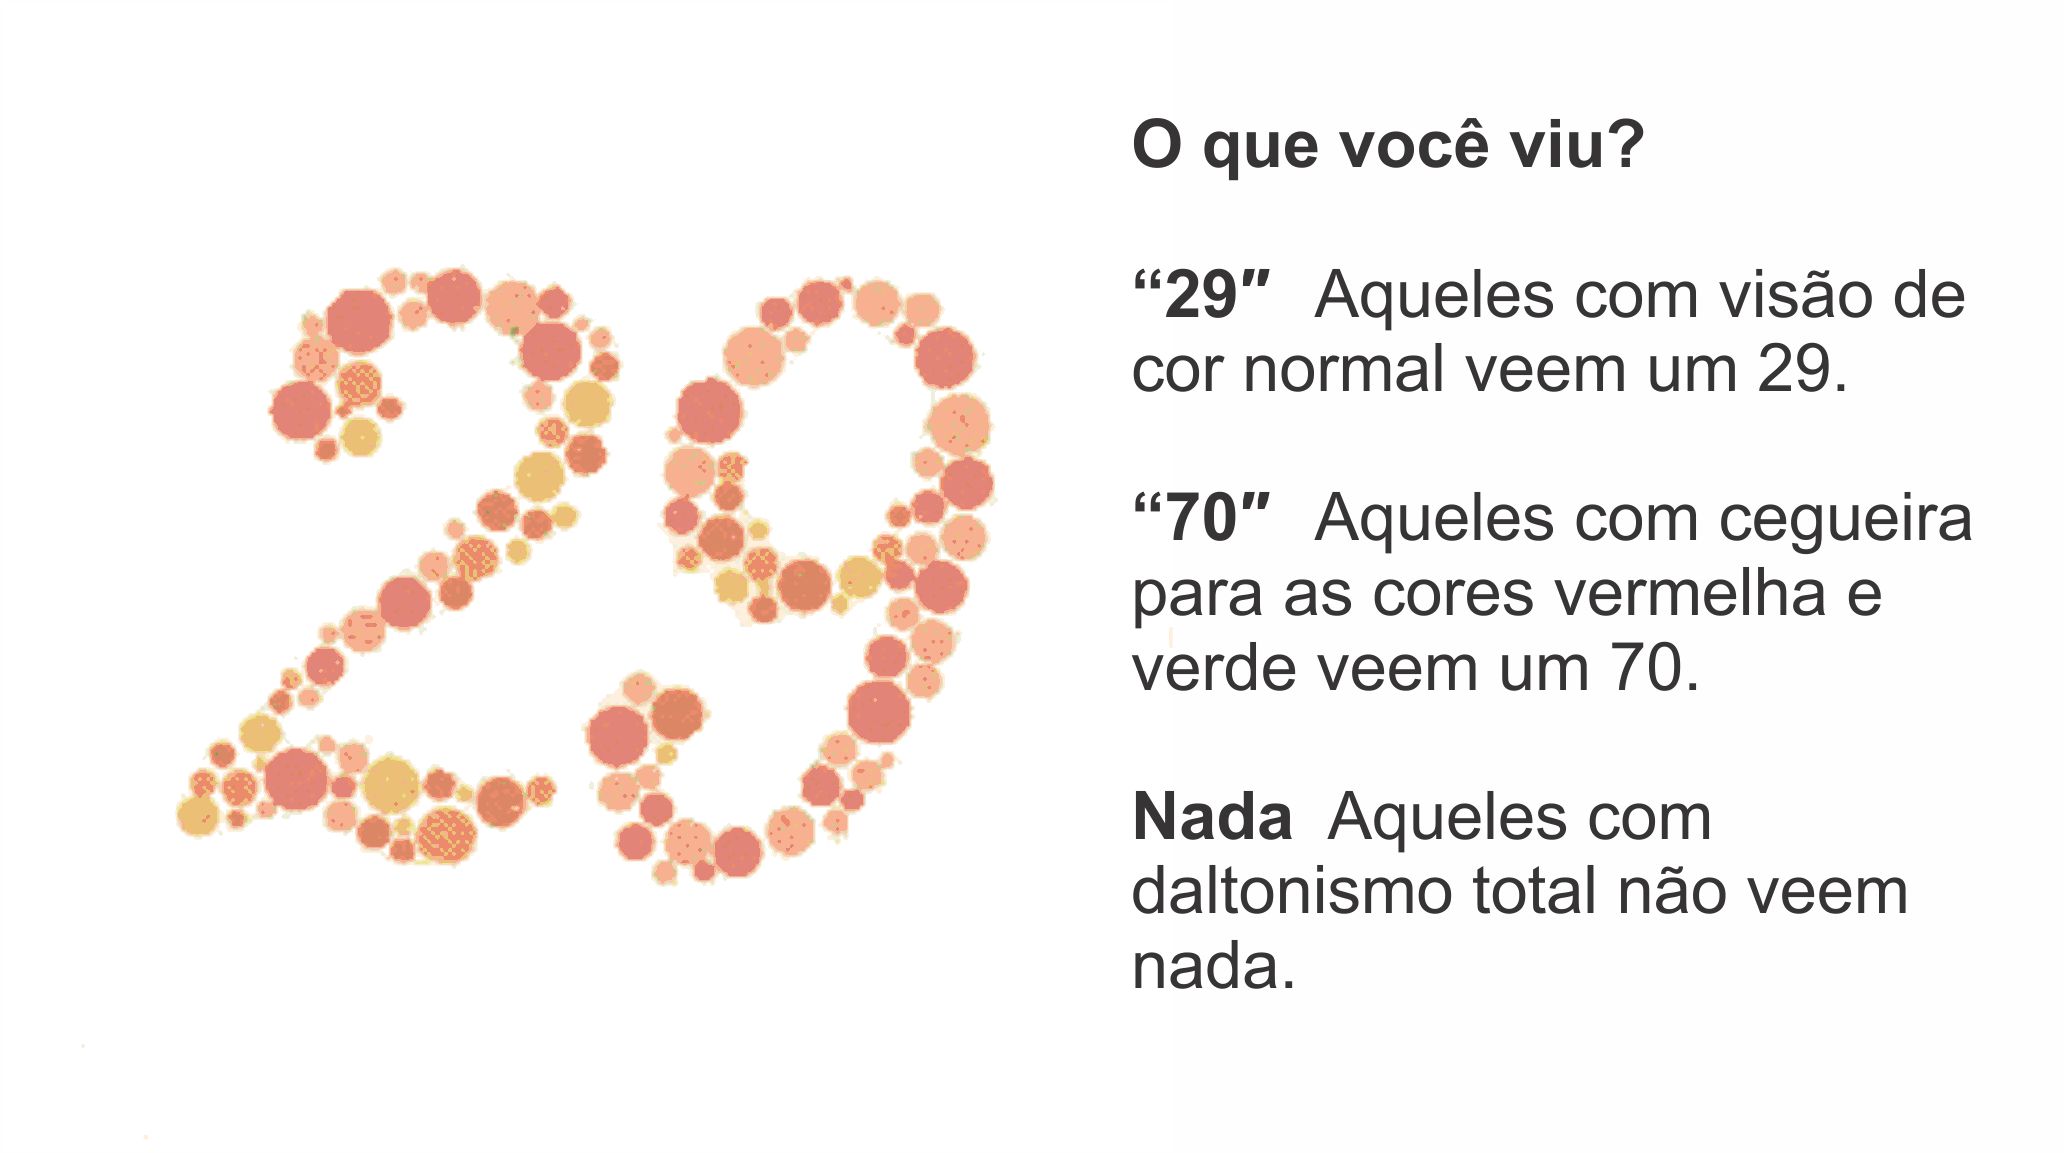 29
O que você viu?
“29″ Aqueles com visão de
cor normal veem um 29.
“70″ Aqueles com cegueira
para as cores vermelha e
verde veem um 70.
Nada Aqueles com
daltonismo total não veem
nada.